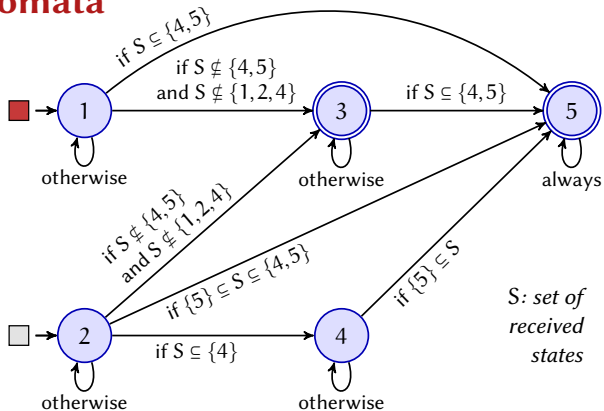 omata
if S ⊆ {4,5}
if S ⊈ {4,5}
and S ⊈ {1,2,4}
if S ⊆ {4,5}
1
3
5
otherwise
otherwise
always
if S ⊈ {4,5}
and S ⊈ {1,2,4}
if {5} ⊆ S ⊆ {4,5}
if {5} ⊆ S
S: set of
received
states
2
4
if S ⊆ {4}
otherwise
otherwise